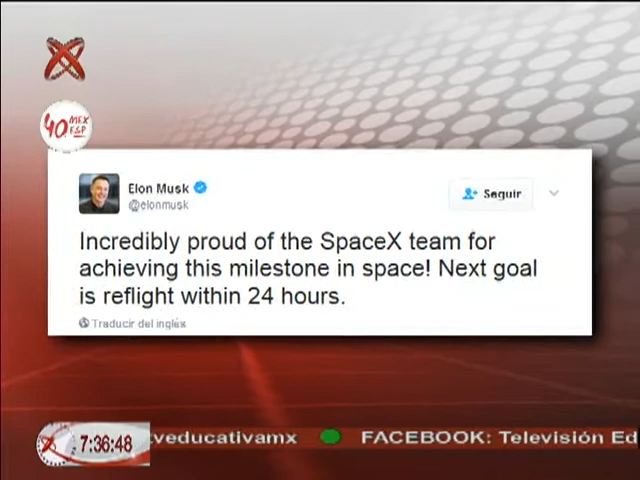 40 MEX
ESP
Elon Musk
@elonmusk
Seguir
Incredibly proud of the SpaceX team for
achieving this milestone in space! Next goal
is reflight within 24 hours.
Traducir del inglés
7:36:48
veducativamx FACEBOOK: Televisión Ed